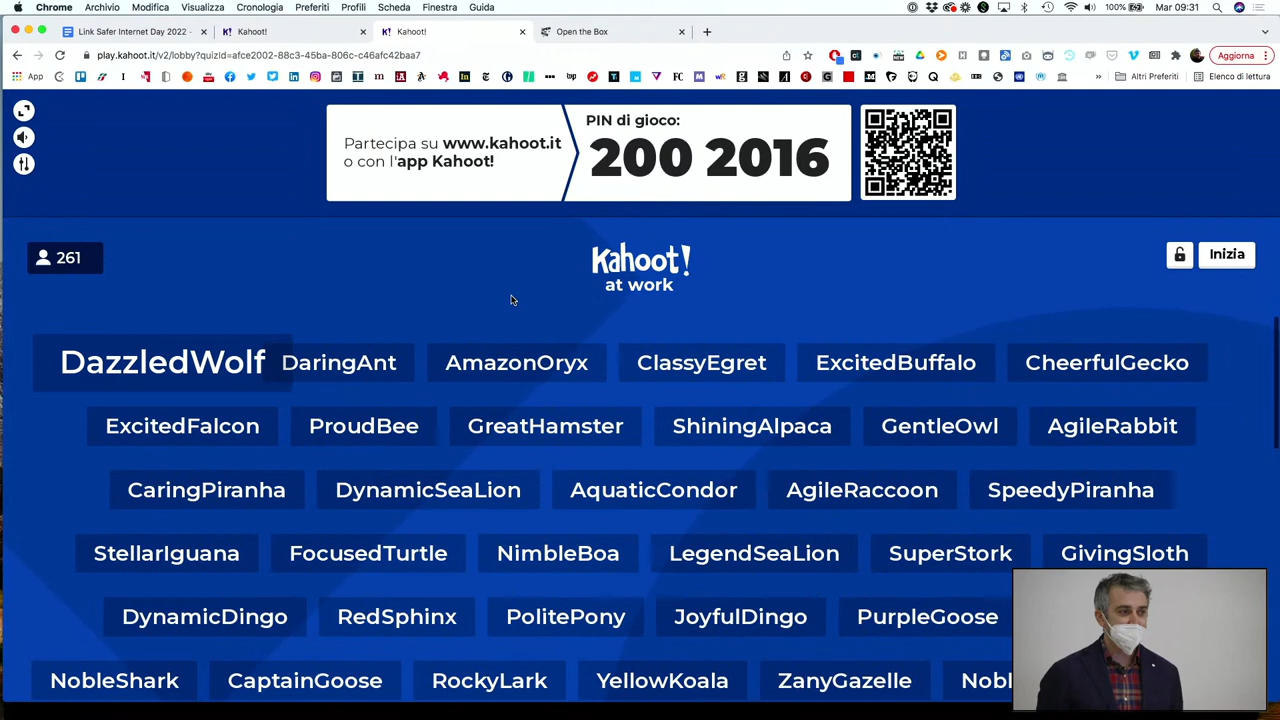 Chrome Archivio Modifica Visualizza Cronologia Preferiti Profili Scheda Finestra Guida 100% Mar 09:31
Link Safer Internet Day 2022 - Kahoot! Kahoot! Open the Box
play.kahoot.it/v2/lobby?quizId=afce2002-88c3-45ba-806c-c46afc42baa7 Aggiorna
App Altri Preferiti Elenco di lettura
Partecipa su www.kahoot.it
o con l'app Kahoot!
PIN di gioco:
200 2016
261
Kahoot!
at work
Inizia
DazzledWolf DaringAnt AmazonOryx ClassyEgret ExcitedBuffalo CheerfulGecko
ExcitedFalcon ProudBee GreatHamster ShiningAlpaca GentleOwl AgileRabbit
CaringPiranha DynamicSeaLion AquaticCondor AgileRaccoon SpeedyPiranha
StellarIguana FocusedTurtle NimbleBoa LegendSeaLion SuperStork GivingSloth
DynamicDingo RedSphinx PolitePony JoyfulDingo PurpleGoose
NobleShark CaptainGoose RockyLark YellowKoala ZanyGazelle Nobl